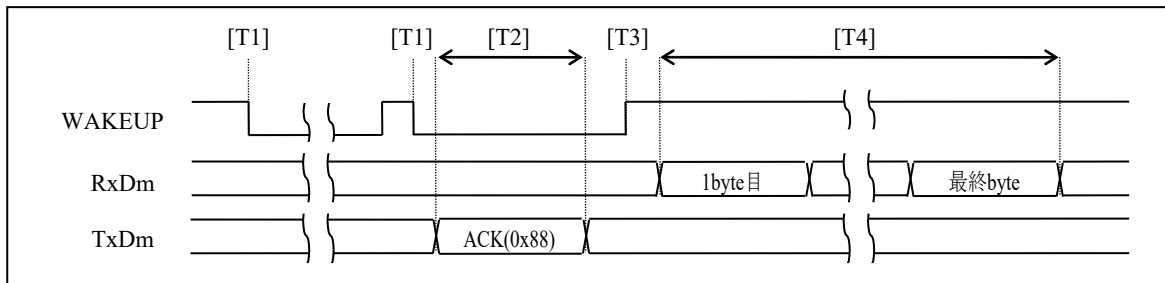 [T1] [T1] [T2] [T3] [T4]
WAKEUP
RxDm 1byte目 最終byte
TxDm ACK(0x88)